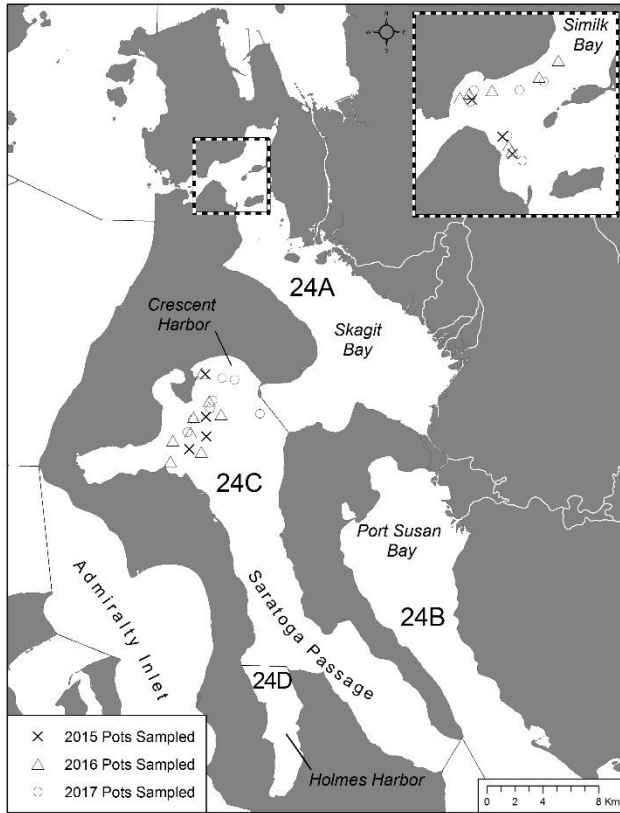 N
W
E
S
Similk
Bay
24A
Crescent
Harbor
Skagit
Bay
24C
Port Susan
Bay
24B
Admiralty Inlet
Saratoga Passage
24D
Holmes Harbor
2015 Pots Sampled
2016 Pots Sampled
2017 Pots Sampled
0 2 4 8 Km